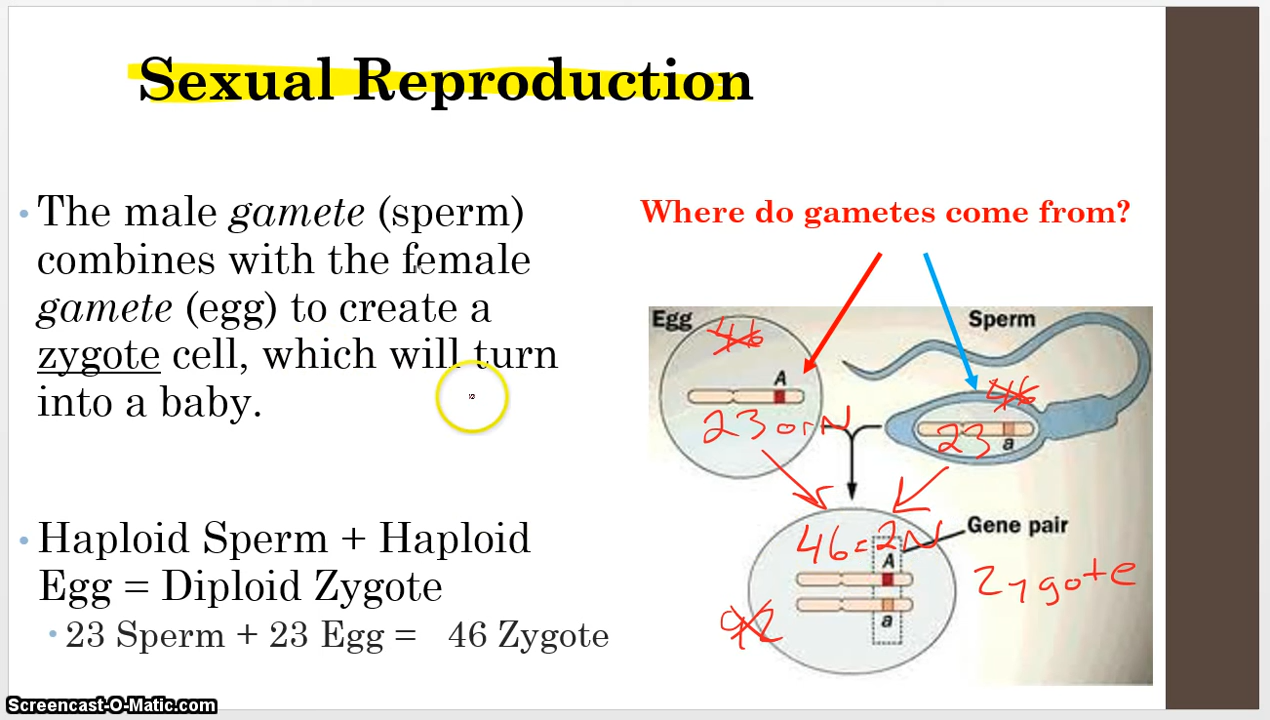 Sexual Reproduction
• The male gamete (sperm)
combines with the female
gamete (egg) to create a
zygote cell, which will turn
into a baby.
• Haploid Sperm + Haploid
Egg = Diploid Zygote
• 23 Sperm + 23 Egg = 46 Zygote
Where do gametes come from?
Egg
46
A
23 or N
Sperm
46
23
a
46 = 2N
Gene pair
A
a
92
Zygote
Screencast-O-Matic.com